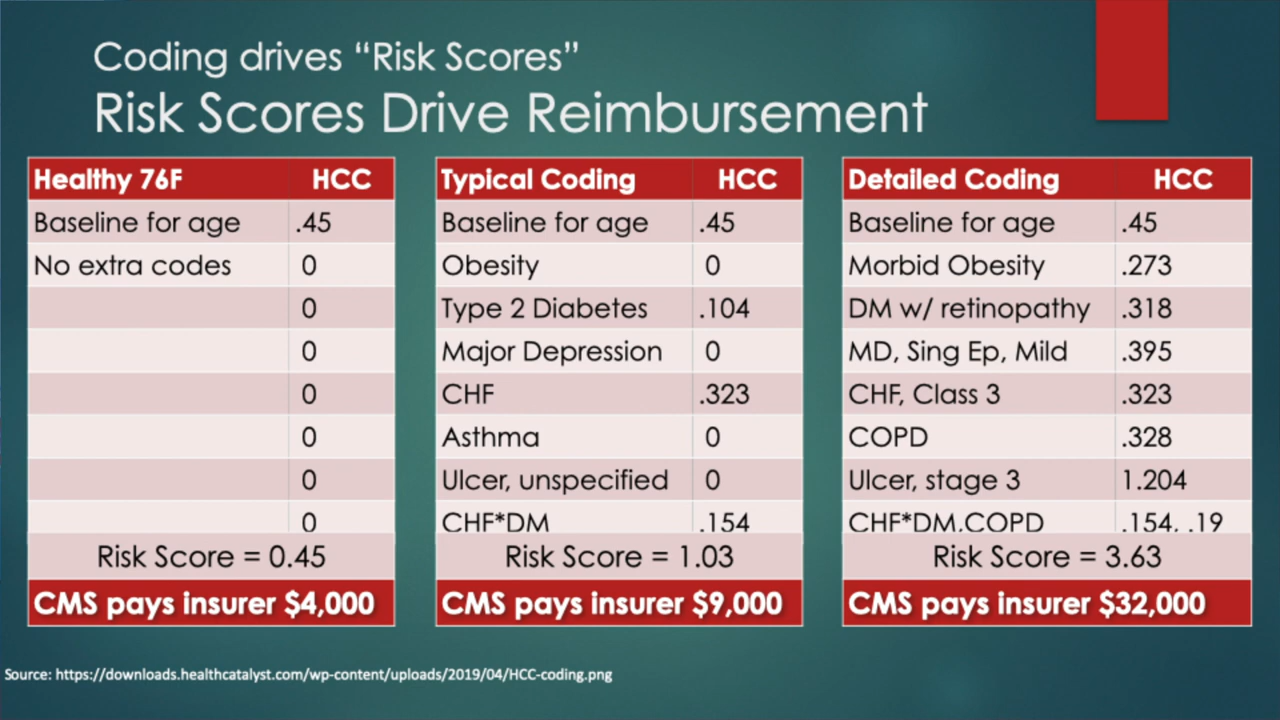 Coding drives “Risk Scores”
Risk Scores Drive Reimbursement
Healthy 76F HCC
Baseline for age .45
No extra codes 0
0
0
0
0
0
0
Risk Score = 0.45
CMS pays insurer $4,000
Typical Coding HCC
Baseline for age .45
Obesity 0
Type 2 Diabetes .104
Major Depression 0
CHF .323
Asthma 0
Ulcer, unspecified 0
CHF*DM .154
Risk Score = 1.03
CMS pays insurer $9,000
Detailed Coding HCC
Baseline for age .45
Morbid Obesity .273
DM w/ retinopathy .318
MD, Sing Ep, Mild .395
CHF, Class 3 .323
COPD .328
Ulcer, stage 3 1.204
CHF*DM,COPD .154, .19
Risk Score = 3.63
CMS pays insurer $32,000
Source: https://downloads.healthcatalyst.com/wp-content/uploads/2019/04/HCC-coding.png